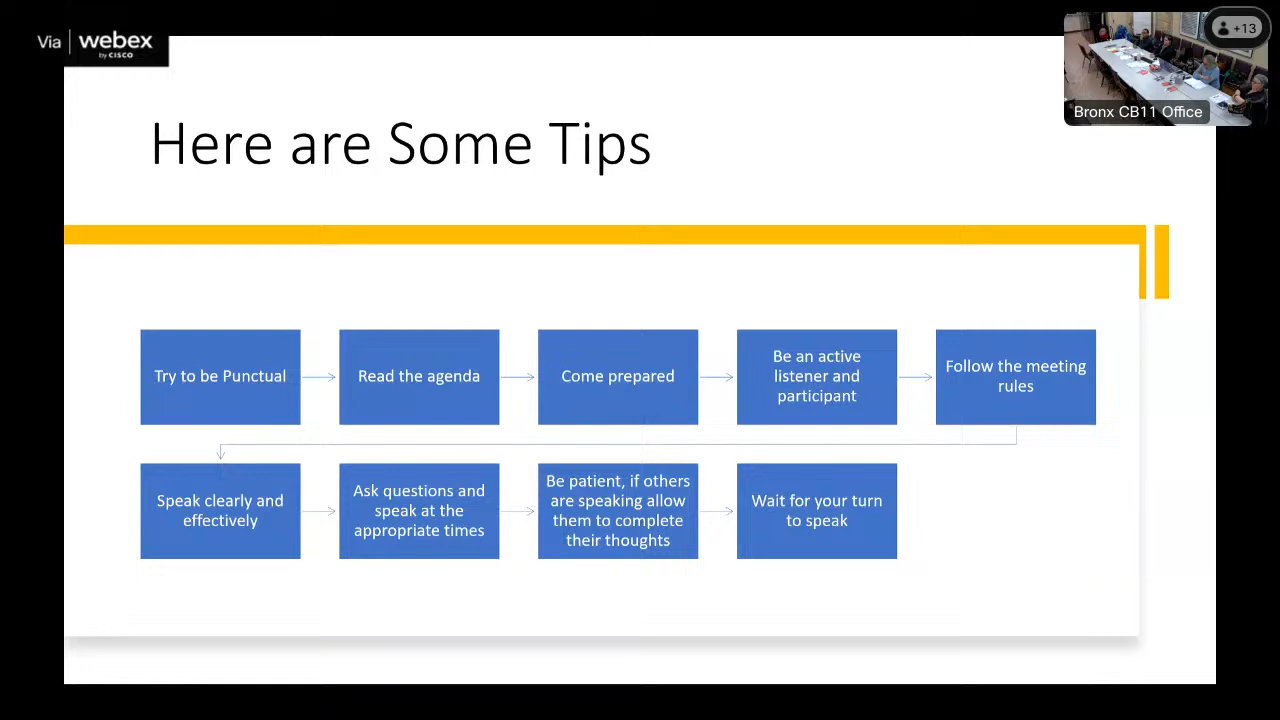 Via webex
by CISCO
+13
Bronx CB11 Office
Here are Some Tips
Try to be Punctual
Read the agenda
Come prepared
Be an active
listener and
participant
Follow the meeting
rules
Speak clearly and
effectively
Ask questions and
speak at the
appropriate times
Be patient, if others
are speaking allow
them to complete
their thoughts
Wait for your turn
to speak